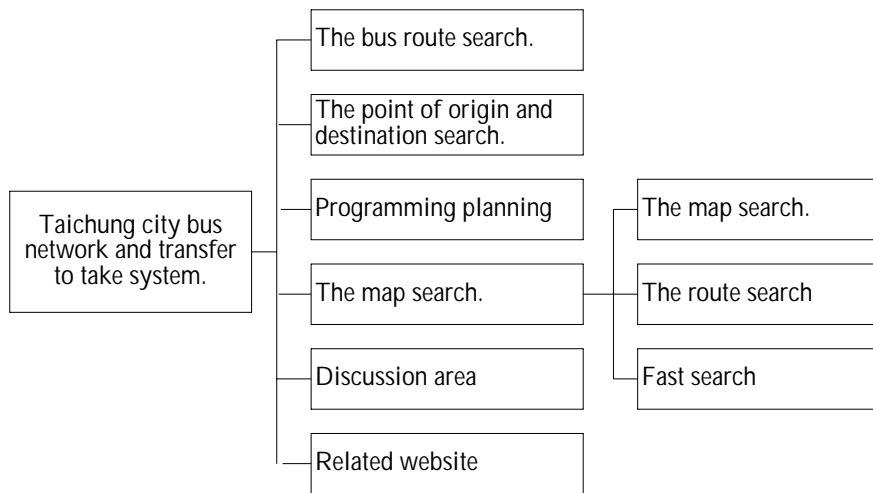 Taichung city bus
network and transfer
to take system.
The bus route search.
The point of origin and
destination search.
Programming planning
The map search.
Discussion area
Related website
The map search.
The route search
Fast search